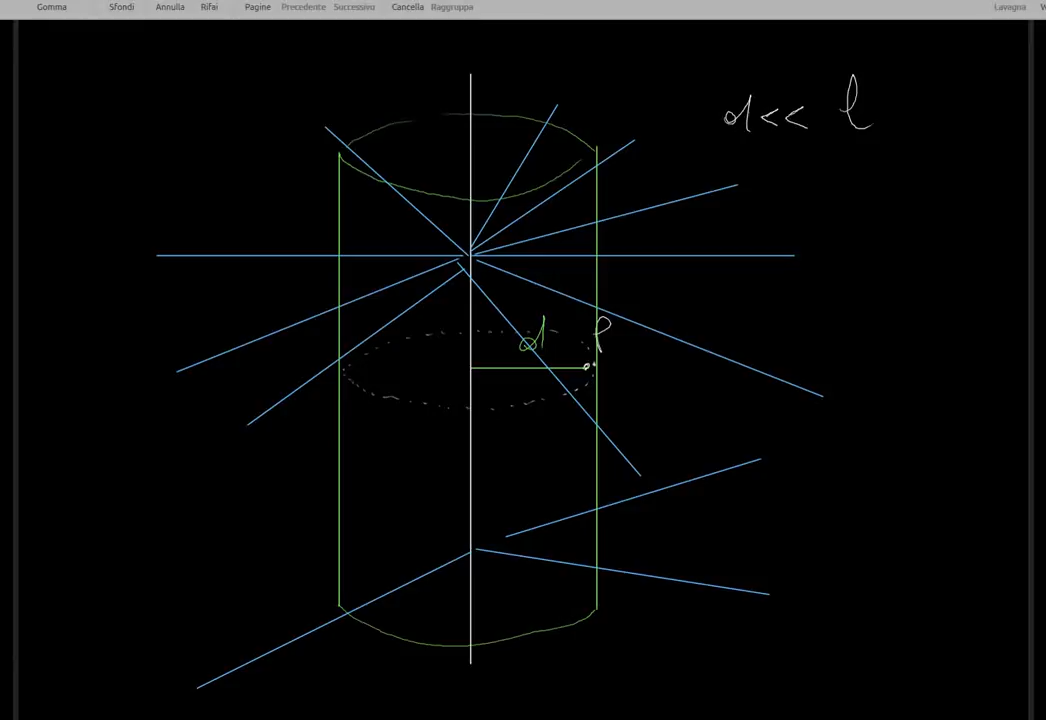 Gomma Sfondi Annulla Rifai Pagine Precedente Successivo Cancella Raggruppa Lavagna
d << l
d P